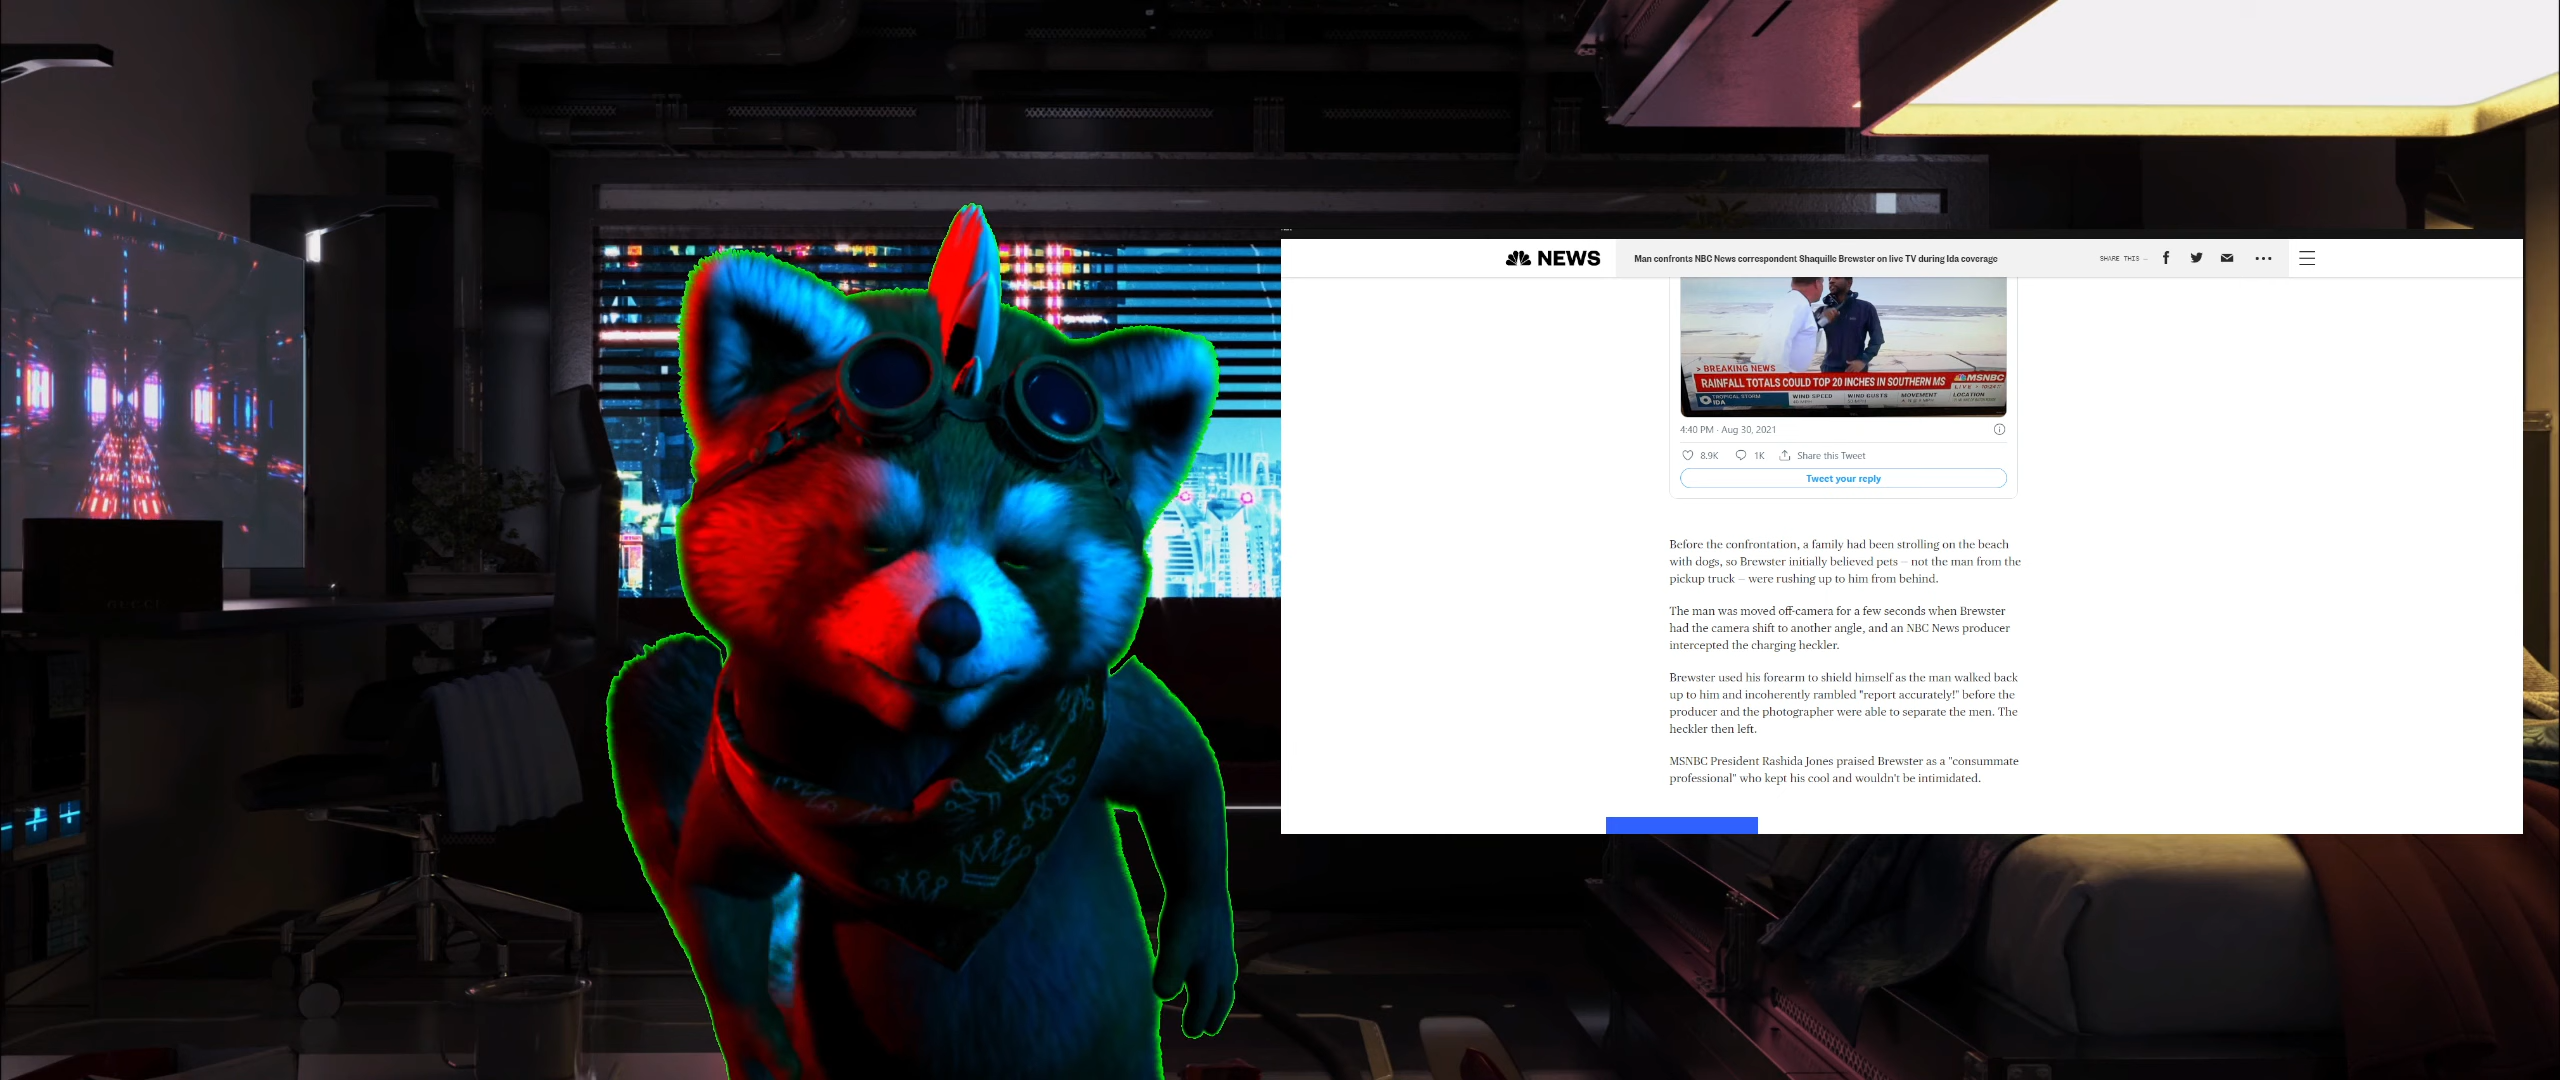 GUCCI
NEWS
Man confronts NBC News correspondent Shaquille Brewster on live TV during Ida coverage
SHARE THIS –
> BREAKING NEWS
RAINFALL TOTALS COULD TOP 20 INCHES IN SOUTHERN MS
MSNBC
LIVE
TROPICAL STORM
IDA
WIND SPEED
WIND GUSTS
MOVEMENT
LOCATION
4:40 PM · Aug 30, 2021
8.9K
1K
Share this Tweet
Tweet your reply
Before the confrontation, a family had been strolling on the beach
with dogs, so Brewster initially believed pets – not the man from the
pickup truck – were rushing up to him from behind.
The man was moved off-camera for a few seconds when Brewster
had the camera shift to another angle, and an NBC News producer
intercepted the charging heckler.
Brewster used his forearm to shield himself as the man walked back
up to him and incoherently rambled "report accurately!" before the
producer and the photographer were able to separate the men. The
heckler then left.
MSNBC President Rashida Jones praised Brewster as a "consummate
professional" who kept his cool and wouldn't be intimidated.